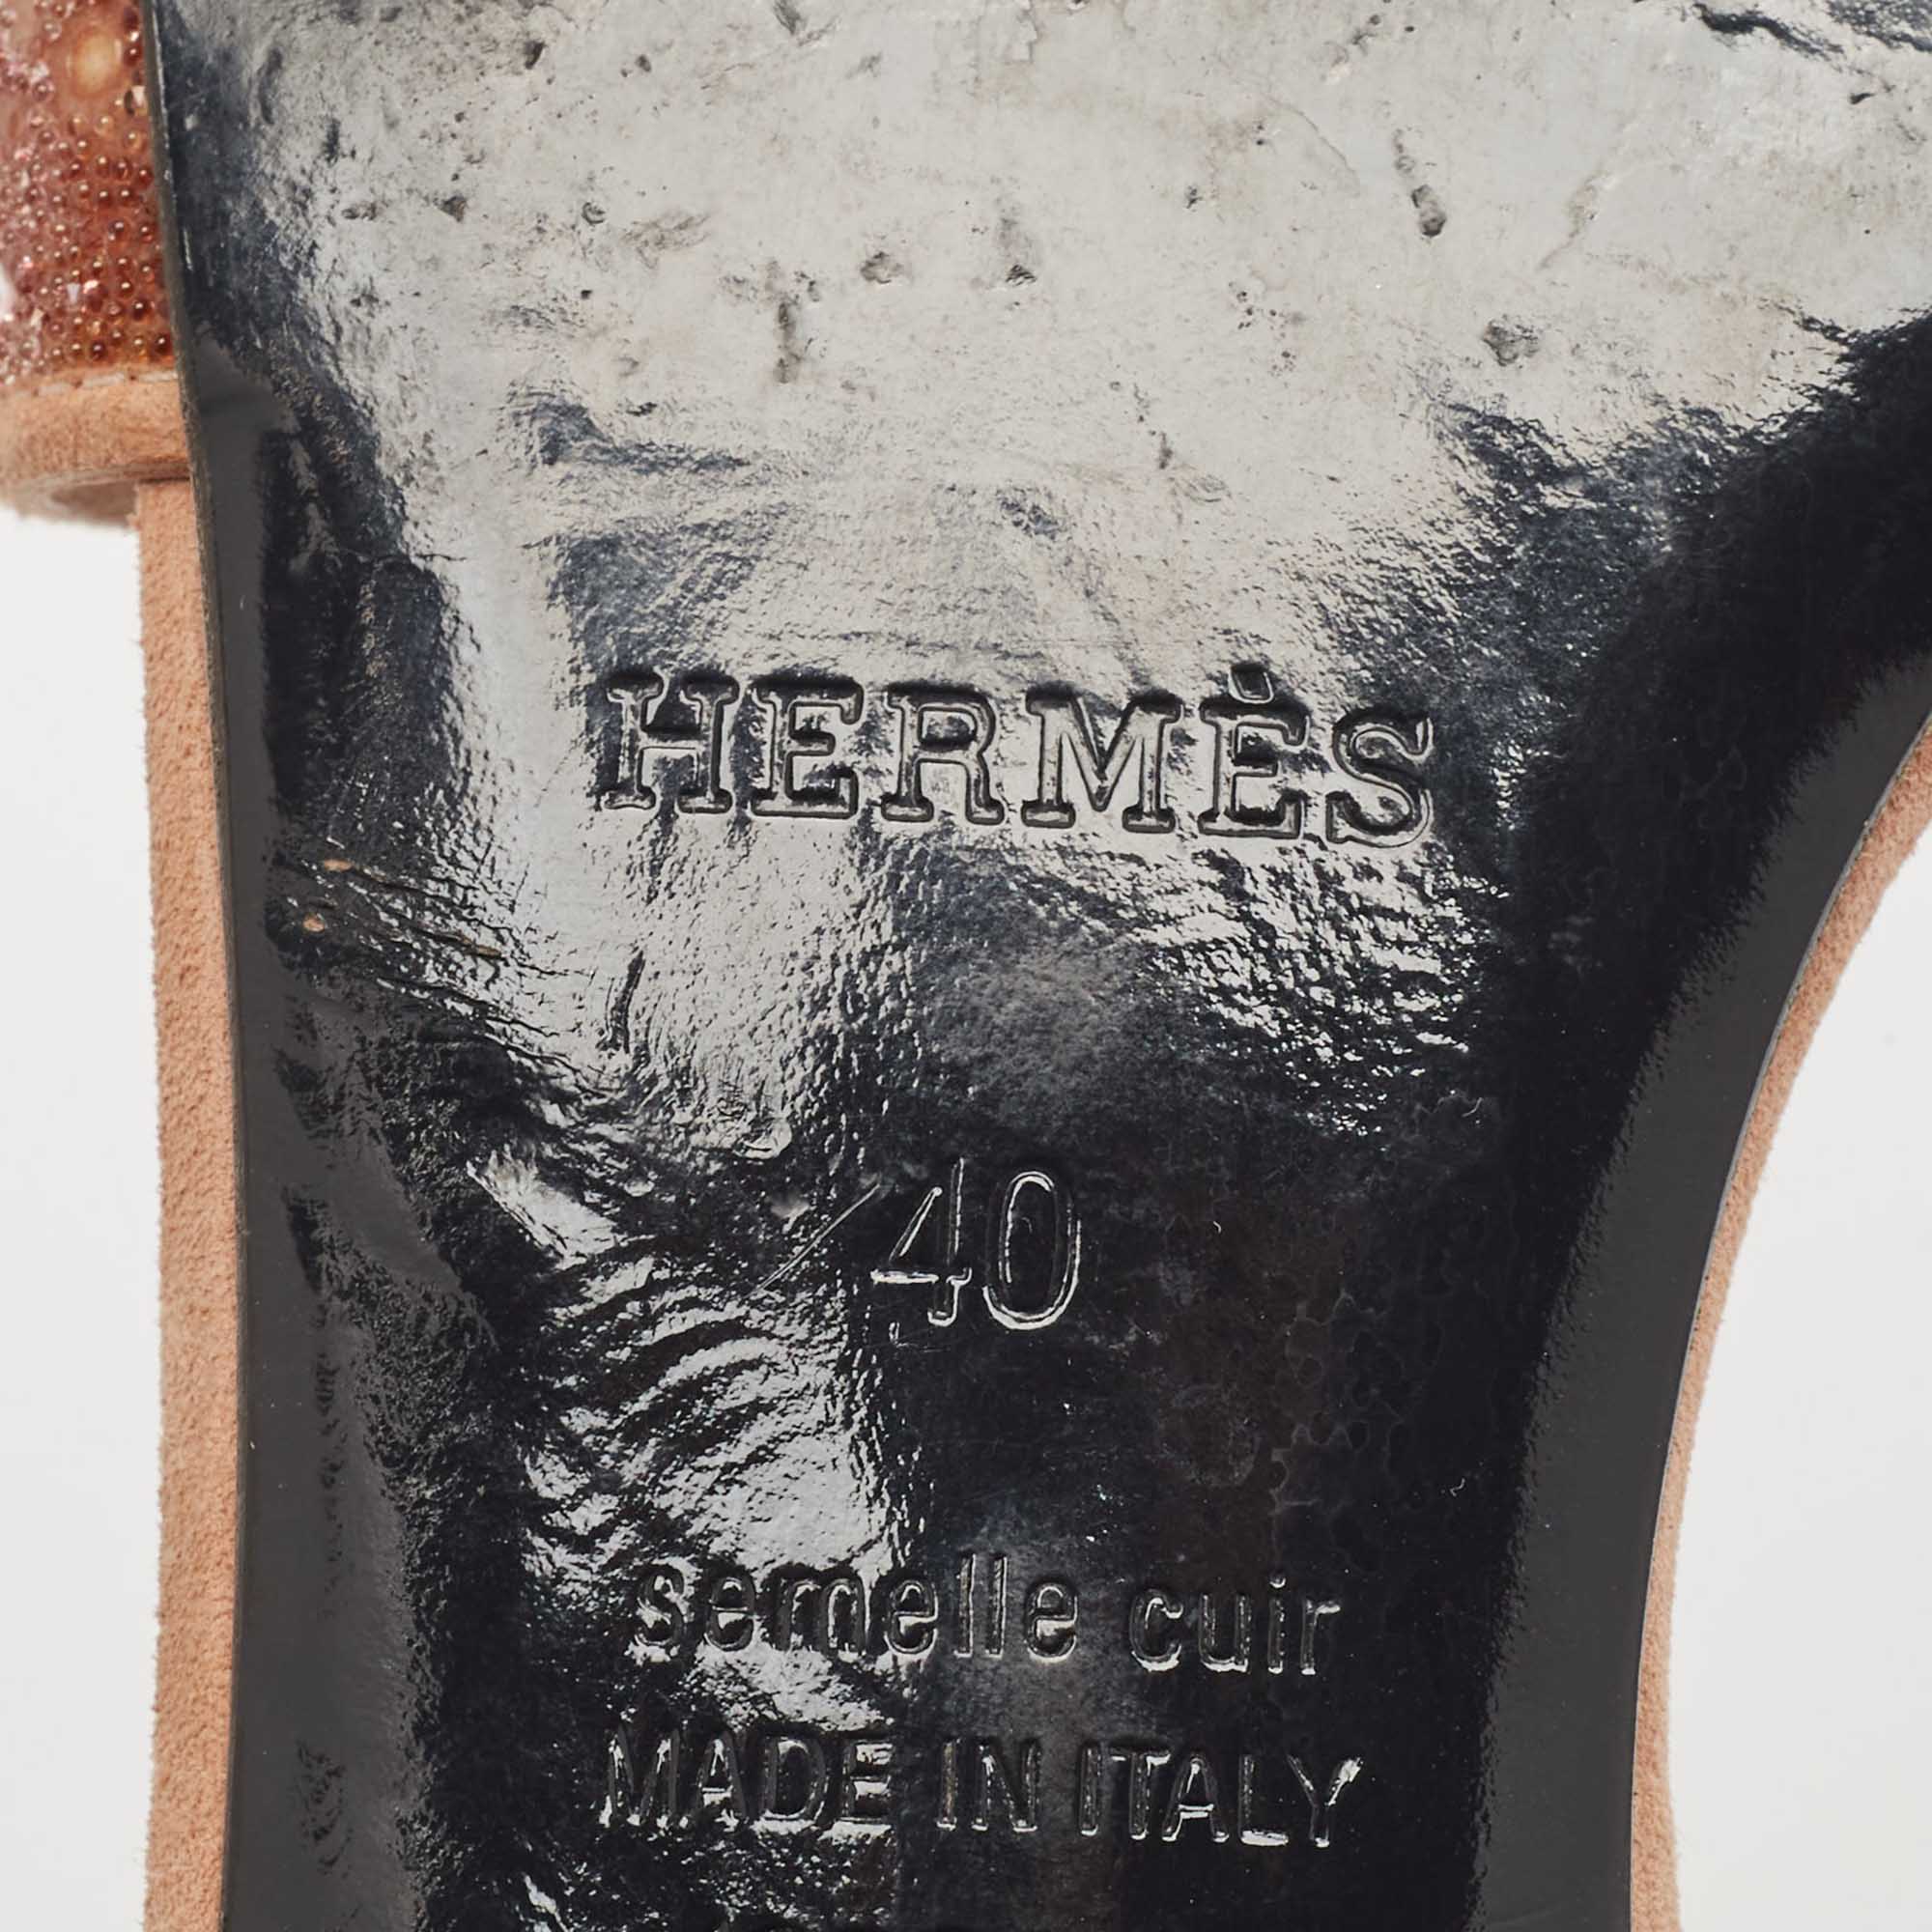 HERMÈS
40
semelle cuir
MADE IN ITALY